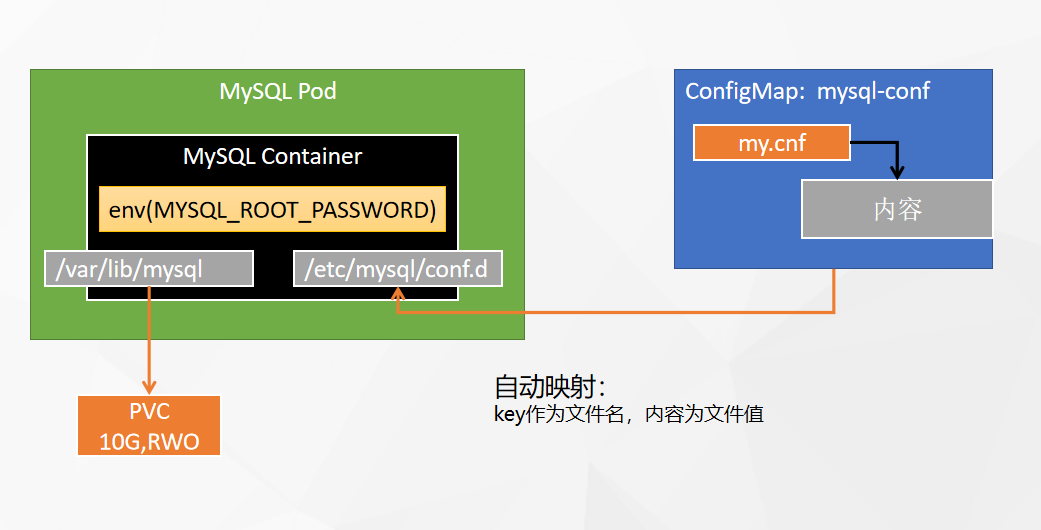 MySQL Pod
MySQL Container
env(MYSQL_ROOT_PASSWORD)
/var/lib/mysql
/etc/mysql/conf.d
PVC
10G,RWO
ConfigMap: mysql-conf
my.cnf
内容
自动映射：
key作为文件名，内容为文件值